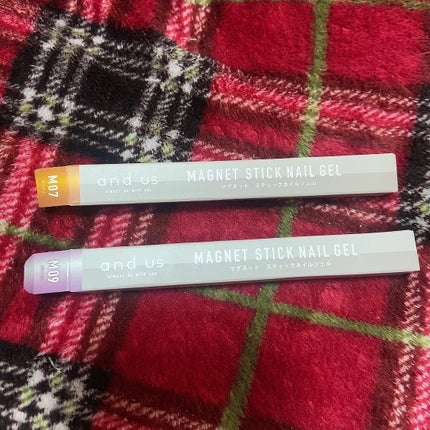 M07
and us
always be with you
MAGNET STICK NAIL GEL
マグネット スティックネイルジェル
M09
and us
always be with you
MAGNET STICK NAIL GEL
マグネット スティックネイルジェル